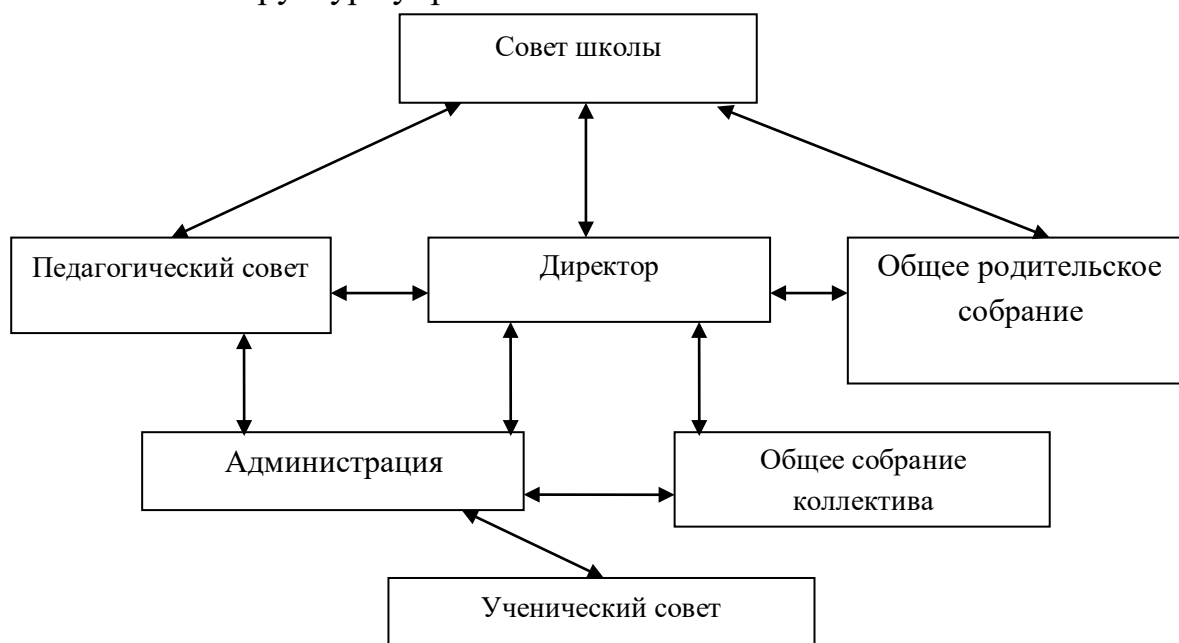 Совет школы
Педагогический совет
Директор
Общее родительское
собрание
Администрация
Общее собрание
коллектива
Ученический совет